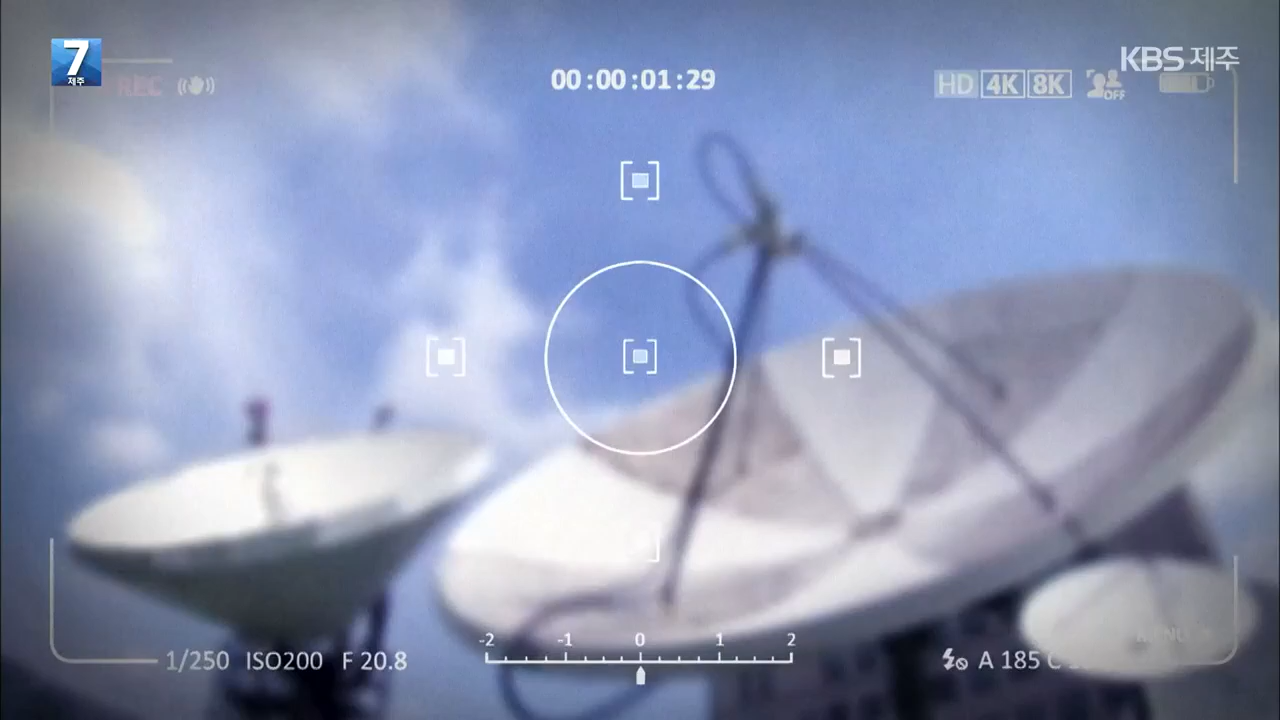 7
제주
REC
00:00:01:29
HD 4K 8K
OFF
KBS 제주
-2 -1 0 1 2
1/250 ISO200 F 20.8
A 185 C